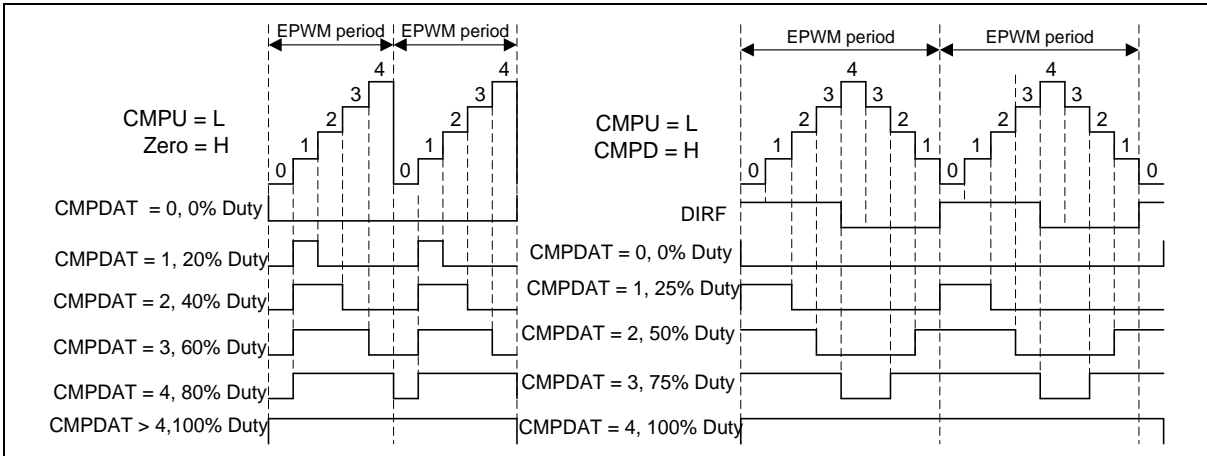 EPWM period EPWM period
4 4
3 3
2 2
1 1
0 0
CMPU = L
Zero = H
CMPDAT = 0, 0% Duty
CMPDAT = 1, 20% Duty
CMPDAT = 2, 40% Duty
CMPDAT = 3, 60% Duty
CMPDAT = 4, 80% Duty
CMPDAT > 4,100% Duty
EPWM period EPWM period
4 4
3 3 3 3
2 2 2 2
1 1 1 1
0 0 0
CMPU = L
CMPD = H
DIRF
CMPDAT = 0, 0% Duty
CMPDAT = 1, 25% Duty
CMPDAT = 2, 50% Duty
CMPDAT = 3, 75% Duty
CMPDAT = 4, 100% Duty